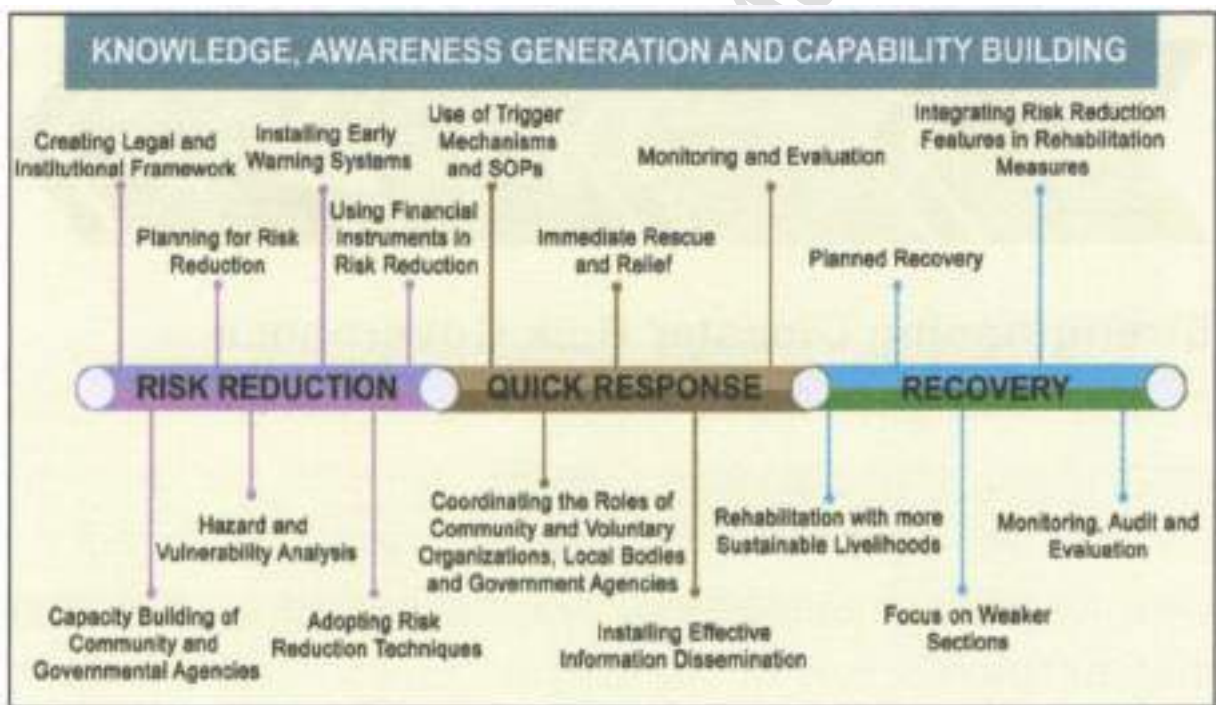 KNOWLEDGE, AWARENESS GENERATION AND CAPABILITY BUILDING
Creating Legal and
Institutional Framework
Planning for Risk
Reduction
Installing Early
Warning Systems
Using Financial
Instruments in
Risk Reduction
Use of Trigger
Mechanisms
and SOPs
Immediate Rescue
and Relief
Monitoring and Evaluation
Planned Recovery
Integrating Risk Reduction
Features in Rehabilitation
Measures
RISK REDUCTION
QUICK RESPONSE
RECOVERY
Capacity Building of
Community and
Governmental Agencies
Hazard and
Vulnerability Analysis
Adopting Risk
Reduction Techniques
Coordinating the Roles of
Community and Voluntary
Organizations, Local Bodies
and Government Agencies
Installing Effective
Information Dissemination
Rehabilitation with more
Sustainable Livelihoods
Focus on Weaker
Sections
Monitoring, Audit and
Evaluation